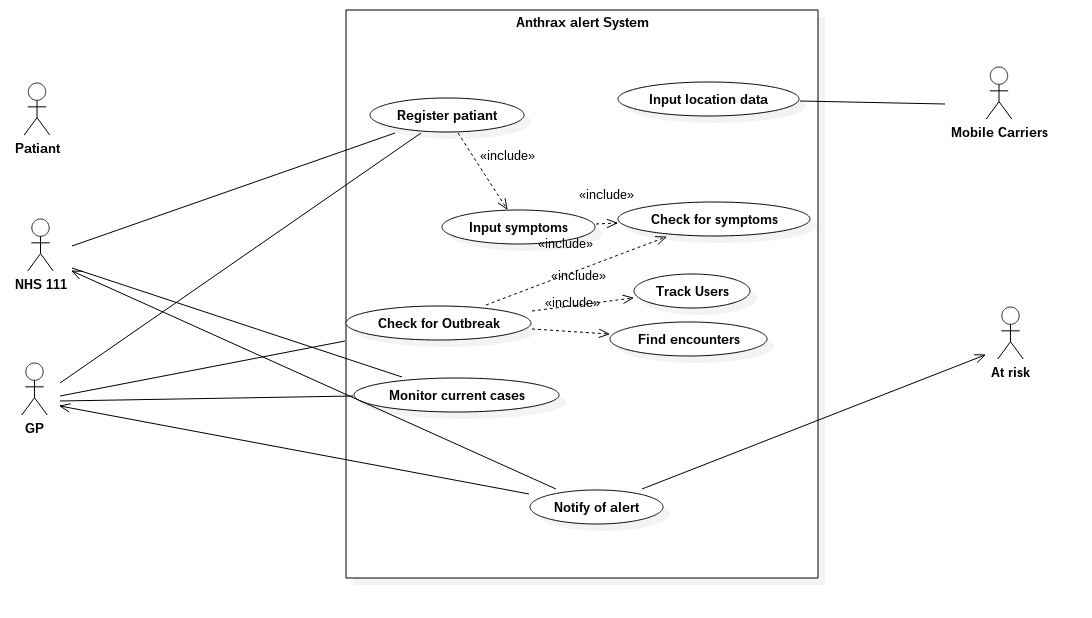 Anthrax alert System
Patiant
NHS 111
GP
Register patiant
Input location data
Mobile Carriers
«include»
«include»
Input symptoms
Check for symptoms
«include»
«include»
«include»
Track Users
Check for Outbreak
Find encounters
At risk
Monitor current cases
Notify of alert